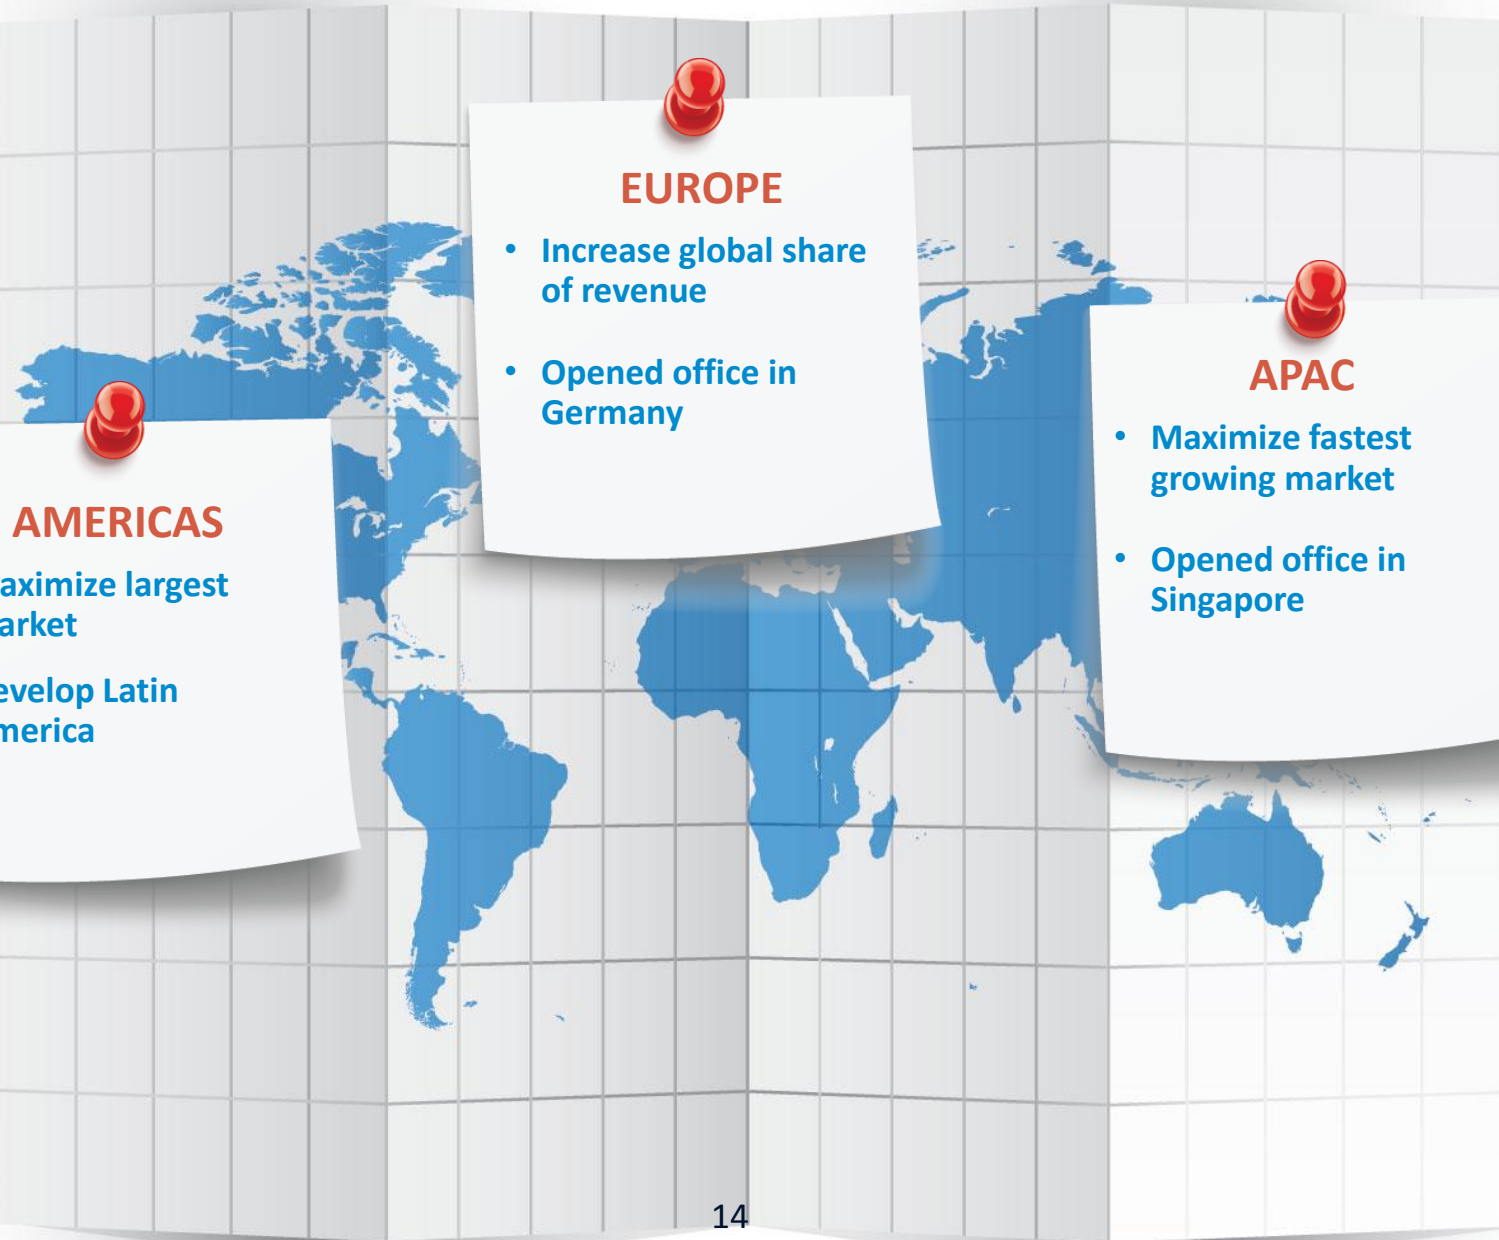 EUROPE
• Increase global share
of revenue
• Opened office in
Germany
APAC
• Maximize fastest
growing market
• Opened office in
Singapore
AMERICAS
aximize largest
arket
evelop Latin
merica
14